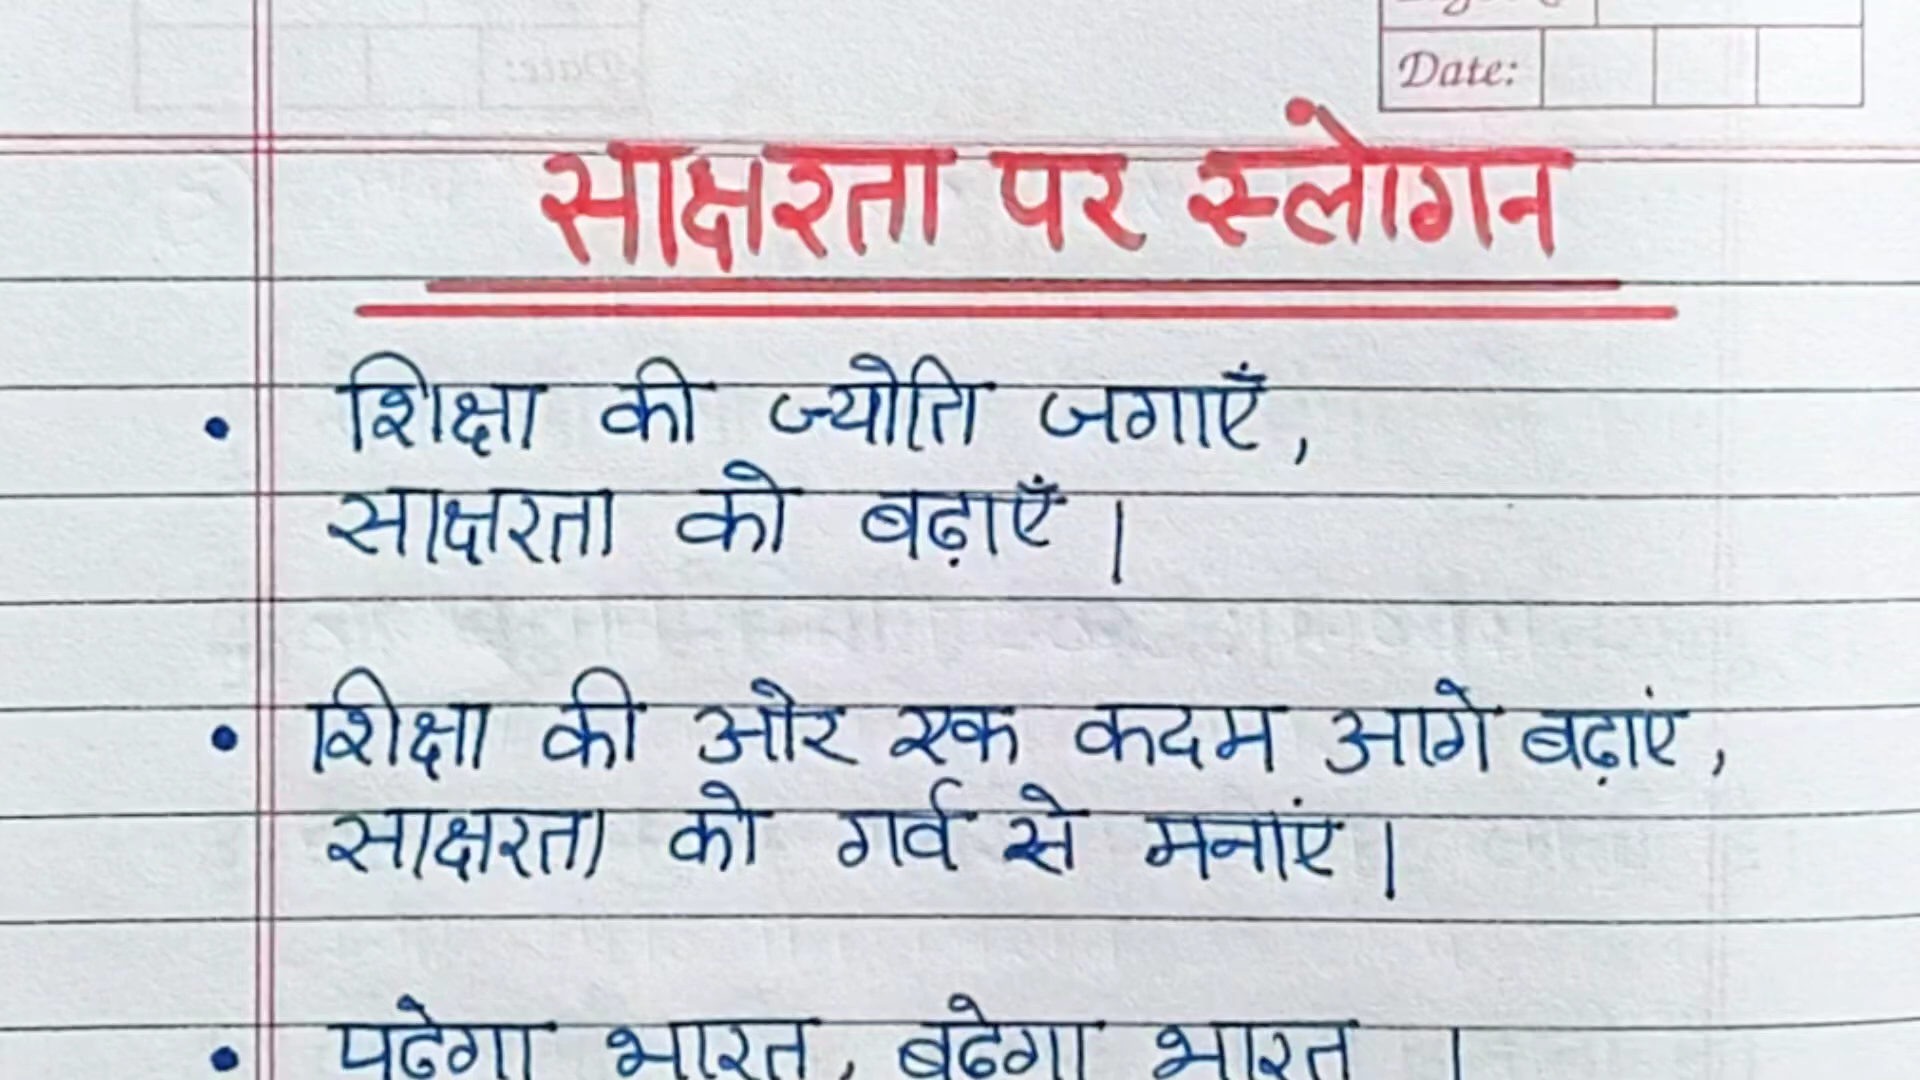 Date:
साक्षरता पर स्लोगन
• शिक्षा की ज्योति जगाएँ,
साक्षरता को बढ़ाएँ।
• शिक्षा की ओर एक कदम आगे बढ़ाएं,
साक्षरता को गर्व से मनाएं।
• पढेगा भारत, बढेगा भारत ।